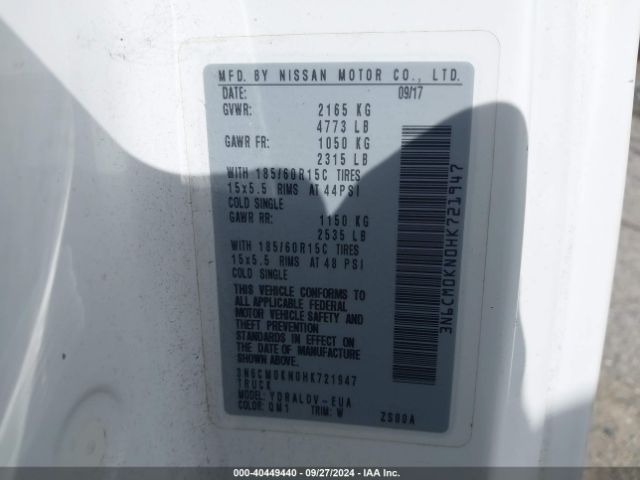 MFD. BY NISSAN MOTOR CO., LTD.
DATE: 09/17
GVWR: 2165 KG
4773 LB
GAWR FR: 1050 KG
2315 LB
WITH 185/60R15C TIRES
15x5.5 RIMS AT 44PSI
COLD SINGLE
GAWR RR: 1150 KG
2535 LB
WITH 185/60R15C TIRES
15x5.5 RIMS AT 48 PSI
COLD SINGLE
THIS VEHICLE CONFORMS TO
ALL APPLICABLE FEDERAL
MOTOR VEHICLE SAFETY AND
THEFT PREVENTION
STANDARDS IN EFFECT ON
THE DATE OF MANUFACTURE
SHOWN ABOVE.
3N6CM0KN0HK721947
TRUCK
MODEL: YDRALDV-EUA
COLOR: QM1 TRIM: W ZS00A
3N6CM0KN0HK721947
000-40449440 - 09/27/2024 - IAA Inc.